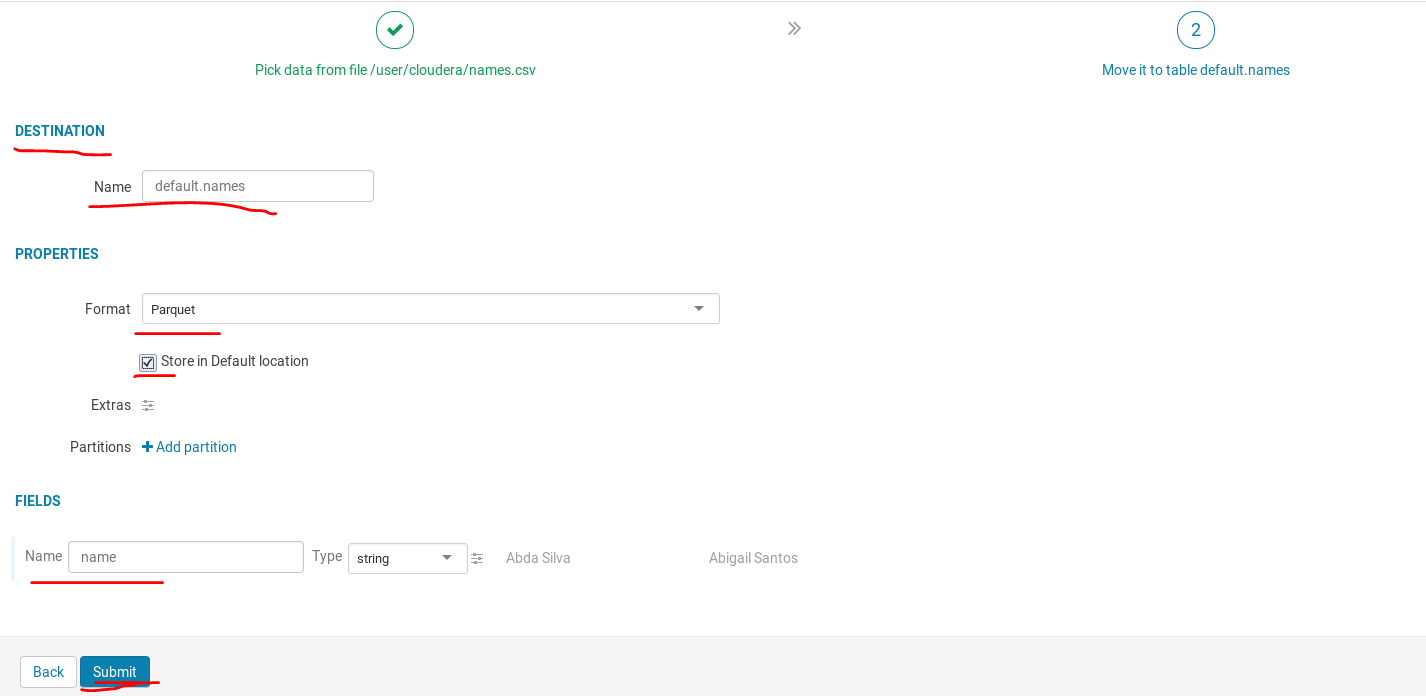 2
Pick data from file /user/cloudera/names.csv
Move it to table default.names
DESTINATION
Name default.names
PROPERTIES
Format Parquet
Store in Default location
Extras
Partitions Add partition
FIELDS
Name name Type string Abda Silva Abigail Santos
Back Submit